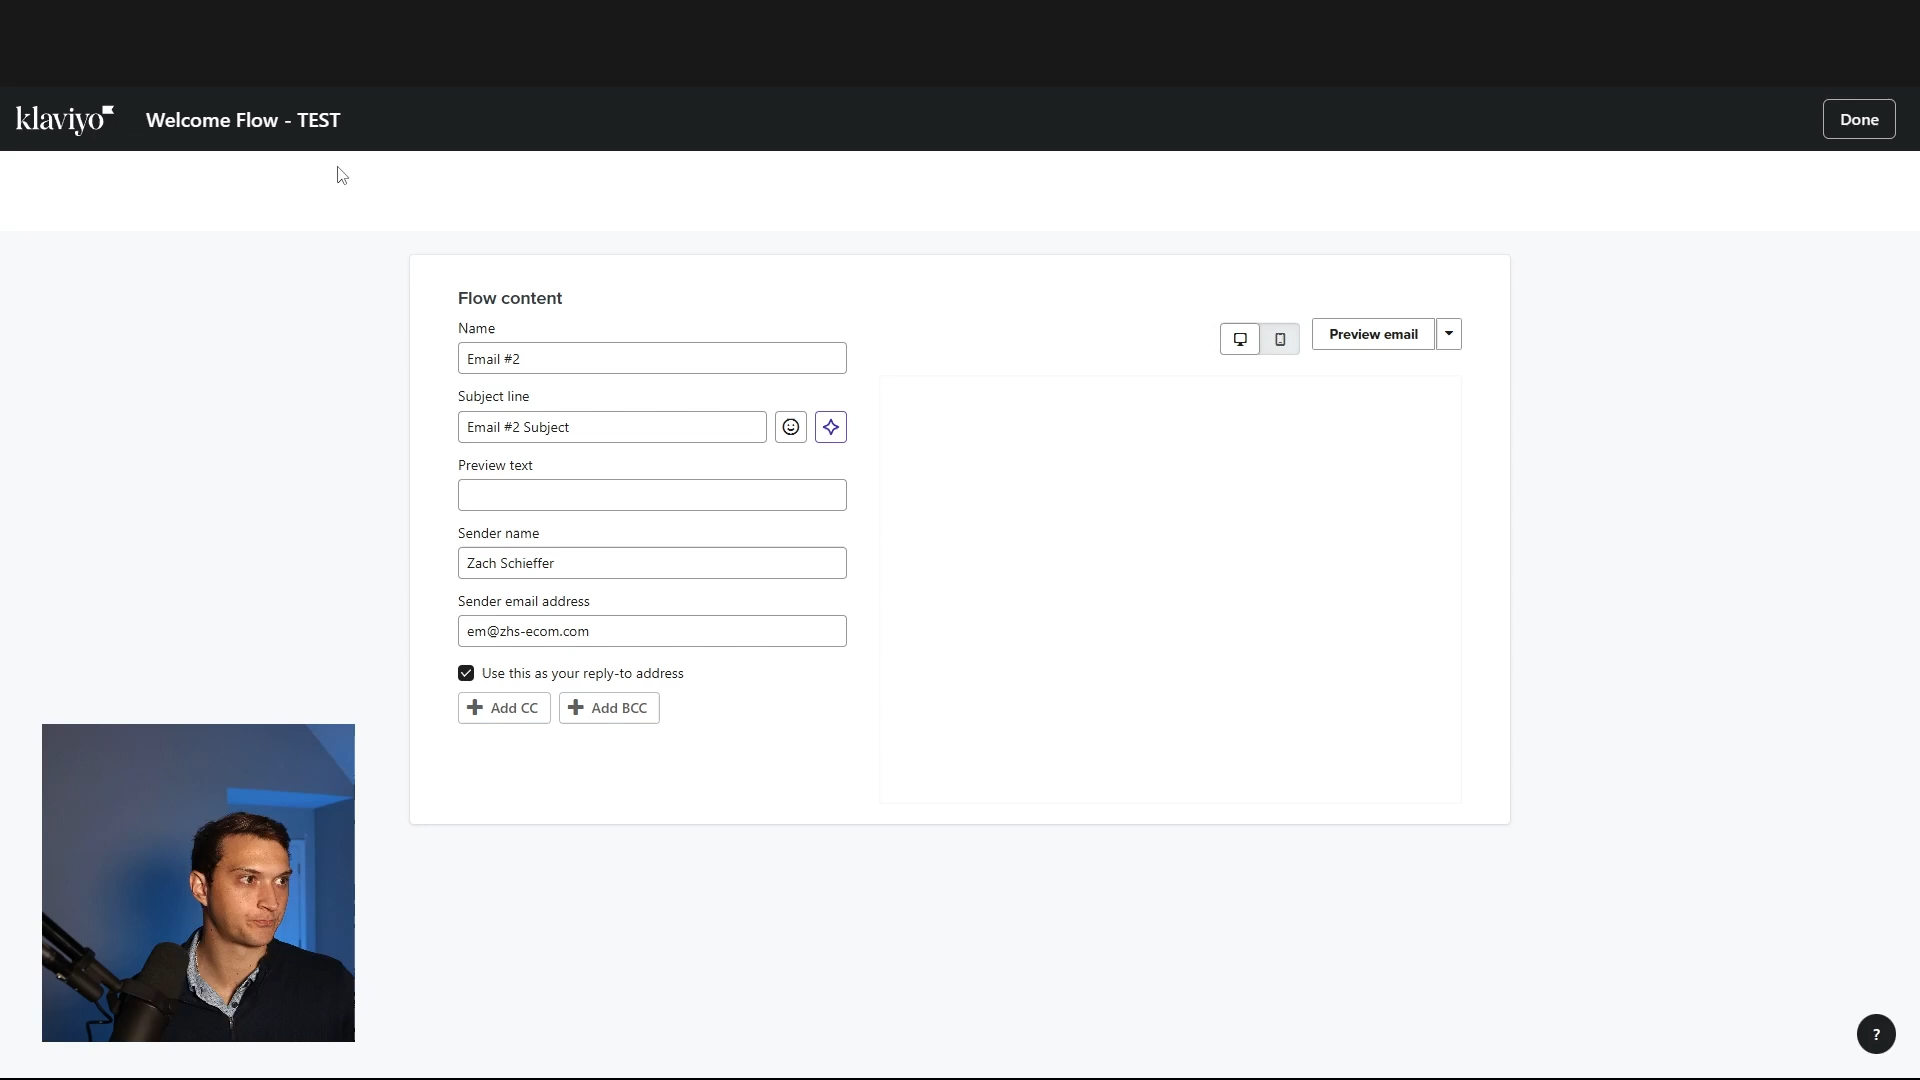 klaviyo
Welcome Flow - TEST
Done
Flow content
Name
Email #2
Preview email
Subject line
Email #2 Subject
Preview text
Sender name
Zach Schieffer
Sender email address
em@zhs-ecom.com
Use this as your reply-to address
Add CC
Add BCC
?